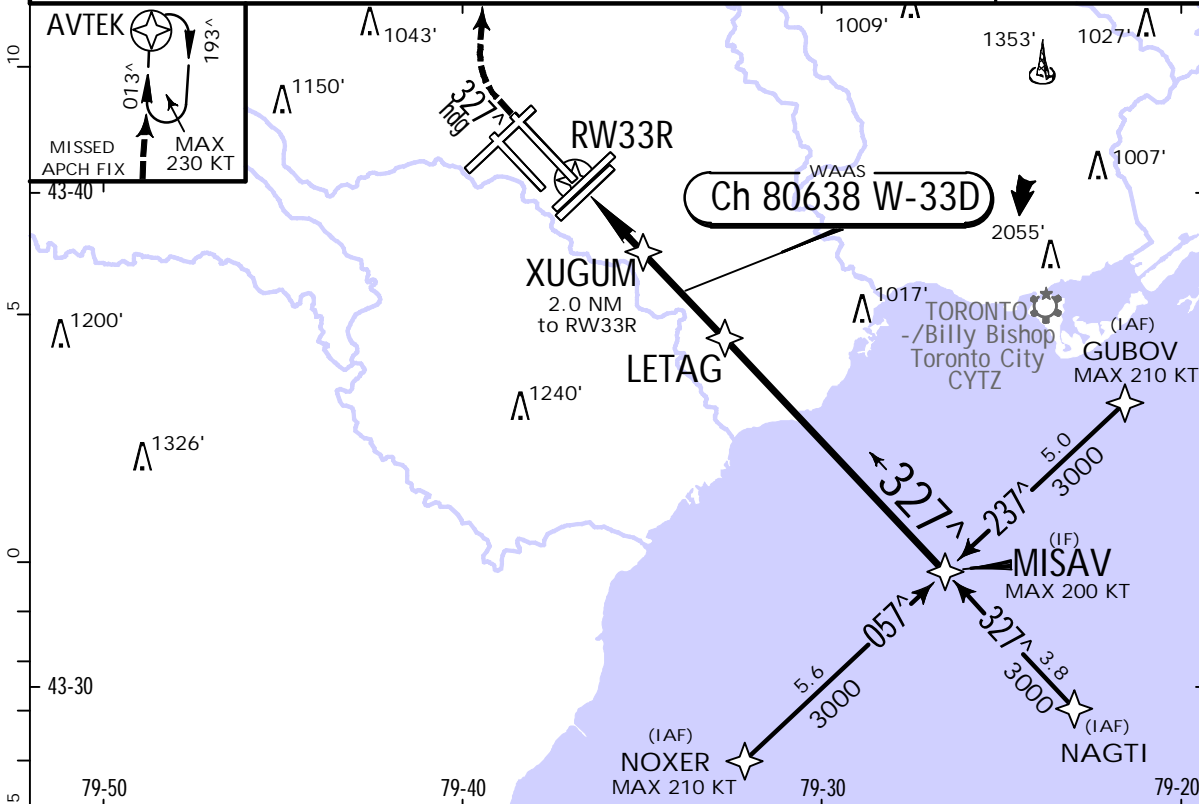 AVTEK
013^
193^
MISSED
APCH FIX
MAX
230 KT
1043'
1150'
327^
hdg
RW33R
1009'
1353'
1027'
1007'
WAAS
Ch 80638 W-33D
2055'
XUGUM
2.0 NM
to RW33R
LETAG
1017'
TORONTO
-/Billy Bishop
Toronto City
CYTZ
(IAF)
GUBOV
MAX 210 KT
1200'
1240'
1326'
5.0
3000
237^
327^
(IF)
MISAV
MAX 200 KT
057^
5.6
3000
327^
3.8
3000
(IAF)
NOXER
MAX 210 KT
(IAF)
NAGTI
10
43-40
5
0
43-30
5
79-50
79-40
79-30
79-20